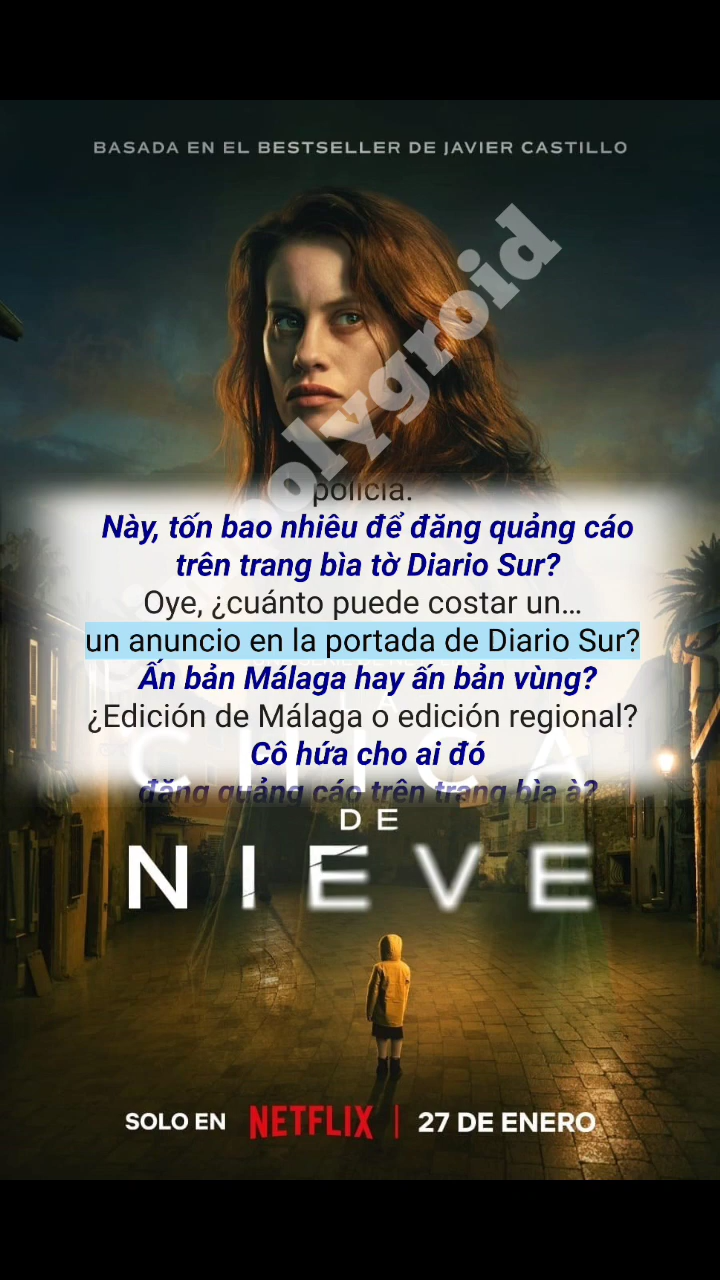 BASADA EN EL BESTSELLER DE JAVIER CASTILLO
olygroid
policía.
Này, tốn bao nhiêu để đăng quảng cáo
trên trang bìa tờ Diario Sur?
Oye, ¿cuánto puede costar un...
un anuncio en la portada de Diario Sur?
Ấn bản Málaga hay ấn bản vùng?
¿Edición de Málaga o edición regional?
Cô hứa cho ai đó
đăng quảng cáo trên trang bìa à?
CHICA
DE
NIEVE
SOLO EN NETFLIX | 27 DE ENERO